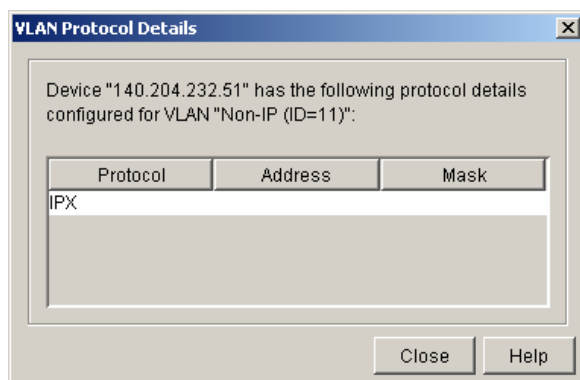 VLAN Protocol Details
Device "140.204.232.51" has the following protocol details
configured for VLAN "Non-IP (ID=11)":
Protocol Address Mask
IPX
Close Help